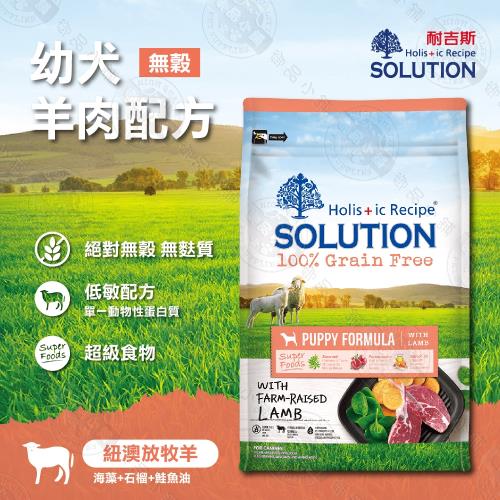 幼犬 無穀
羊肉配方
耐吉斯
Holis+ic Recipe
SOLUTION
絕對無穀 無麩質
低敏配方
單一動物性蛋白質
Super Foods
超級食物
紐澳放牧羊
海藻+石榴+鮭魚油
Holis+ic Recipe®
SOLUTION
100% Grain Free
PUPPY FORMULA WITH LAMB
Super Foods
WITH
FARM-RAISED
LAMB